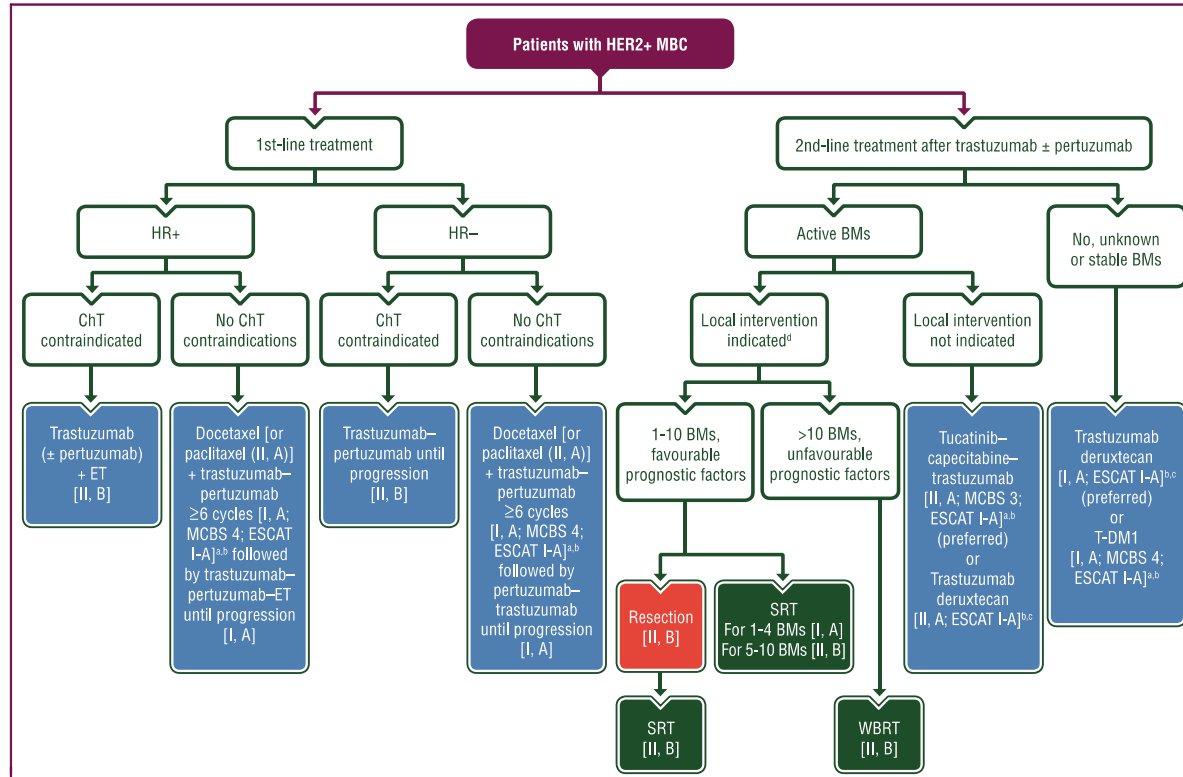 Patients with HER2+ MBC
1st-line treatment
2nd-line treatment after trastuzumab ± pertuzumab
HR+
HR–
Active BMs
No, unknown
or stable BMs
ChT
contraindicated
No ChT
contraindications
ChT
contraindicated
No ChT
contraindications
Local intervention
indicatedᵈ
Local intervention
not indicated
Trastuzumab
(± pertuzumab)
+ ET
[II, B]
Docetaxel [or
paclitaxel (II, A)]
+ trastuzumab–
pertuzumab
≥6 cycles [I, A;
MCBS 4; ESCAT
I-A]ᵃ,ᵇ followed
by trastuzumab–
pertuzumab–ET
until progression
[I, A]
Trastuzumab–
pertuzumab until
progression
[II, B]
Docetaxel [or
paclitaxel (II, A)]
+ trastuzumab–
pertuzumab
≥6 cycles
[I, A; MCBS 4;
ESCAT I-A]ᵃ,ᵇ
followed by
pertuzumab–
trastuzumab
until progression
[I, A]
1-10 BMs,
favourable
prognostic factors
>10 BMs,
unfavourable
prognostic factors
Tucatinib–
capecitabine–
trastuzumab
[II, A; MCBS 3;
ESCAT I-A]ᵃ,ᵇ
(preferred)
or
Trastuzumab
deruxtecan
[II, A; ESCAT I-A]ᵇ,ᶜ
Trastuzumab
deruxtecan
[I, A; ESCAT I-A]ᵇ,ᶜ
(preferred)
or
T-DM1
[I, A; MCBS 4;
ESCAT I-A]ᵃ,ᵇ
Resection
[II, B]
SRT
For 1-4 BMs [I, A]
For 5-10 BMs [II, B]
SRT
[II, B]
WBRT
[II, B]